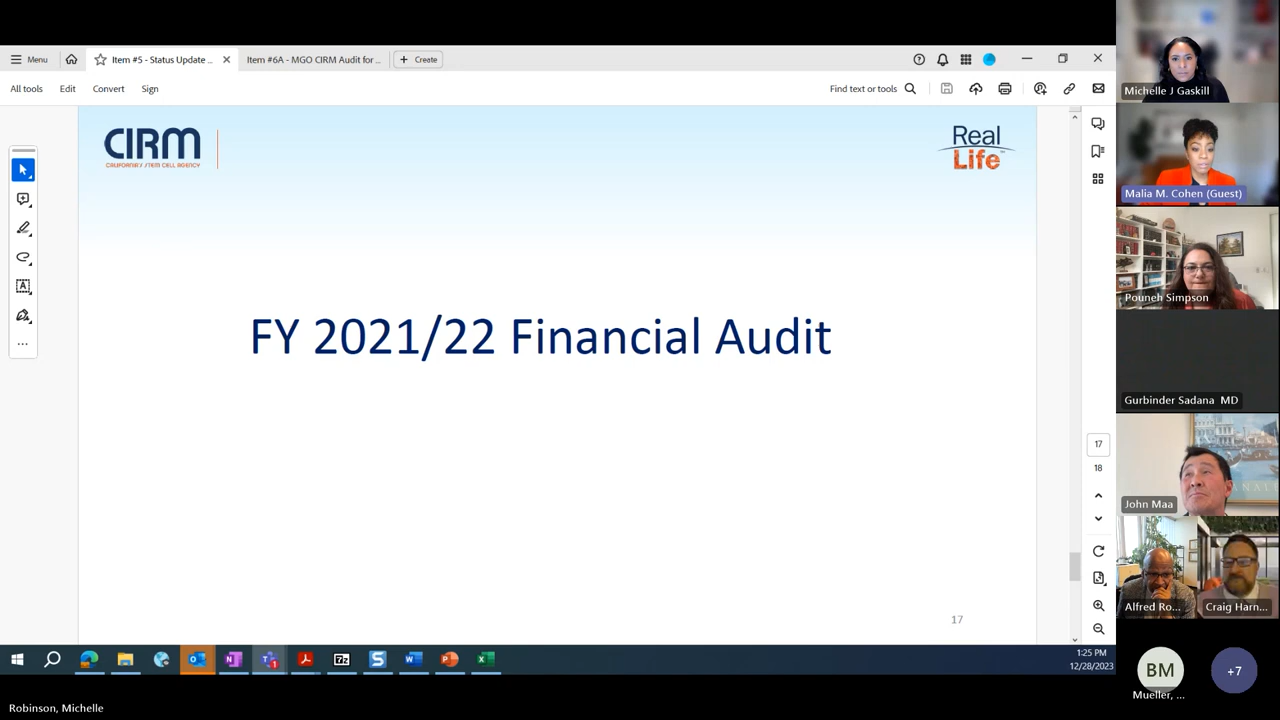 Menu
Item #5 - Status Update ...
Item #6A - MGO CIRM Audit for ...
Create
All tools
Edit
Convert
Sign
Find text or tools
CIRM
CALIFORNIA'S STEM CELL AGENCY
Real
Life™
FY 2021/22 Financial Audit
17
17
18
1:25 PM
12/28/2023
Robinson, Michelle
Michelle J Gaskill
Malia M. Cohen (Guest)
Pouneh Simpson
Gurbinder Sadana MD
John Maa
Alfred Ro...
Craig Harn...
BM
Mueller, ...
+7